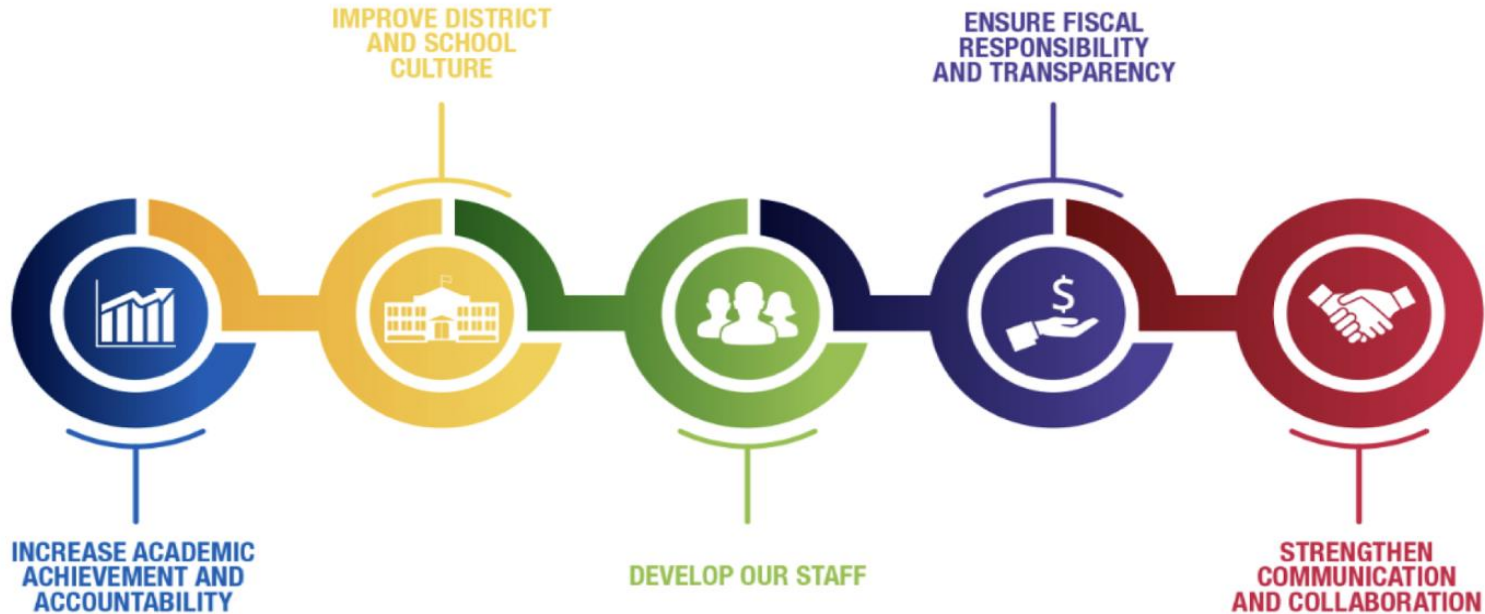 IMPROVE DISTRICT
AND SCHOOL
CULTURE
ENSURE FISCAL
RESPONSIBILITY
AND TRANSPARENCY
$
INCREASE ACADEMIC
ACHIEVEMENT AND
ACCOUNTABILITY
DEVELOP OUR STAFF
STRENGTHEN
COMMUNICATION
AND COLLABORATION